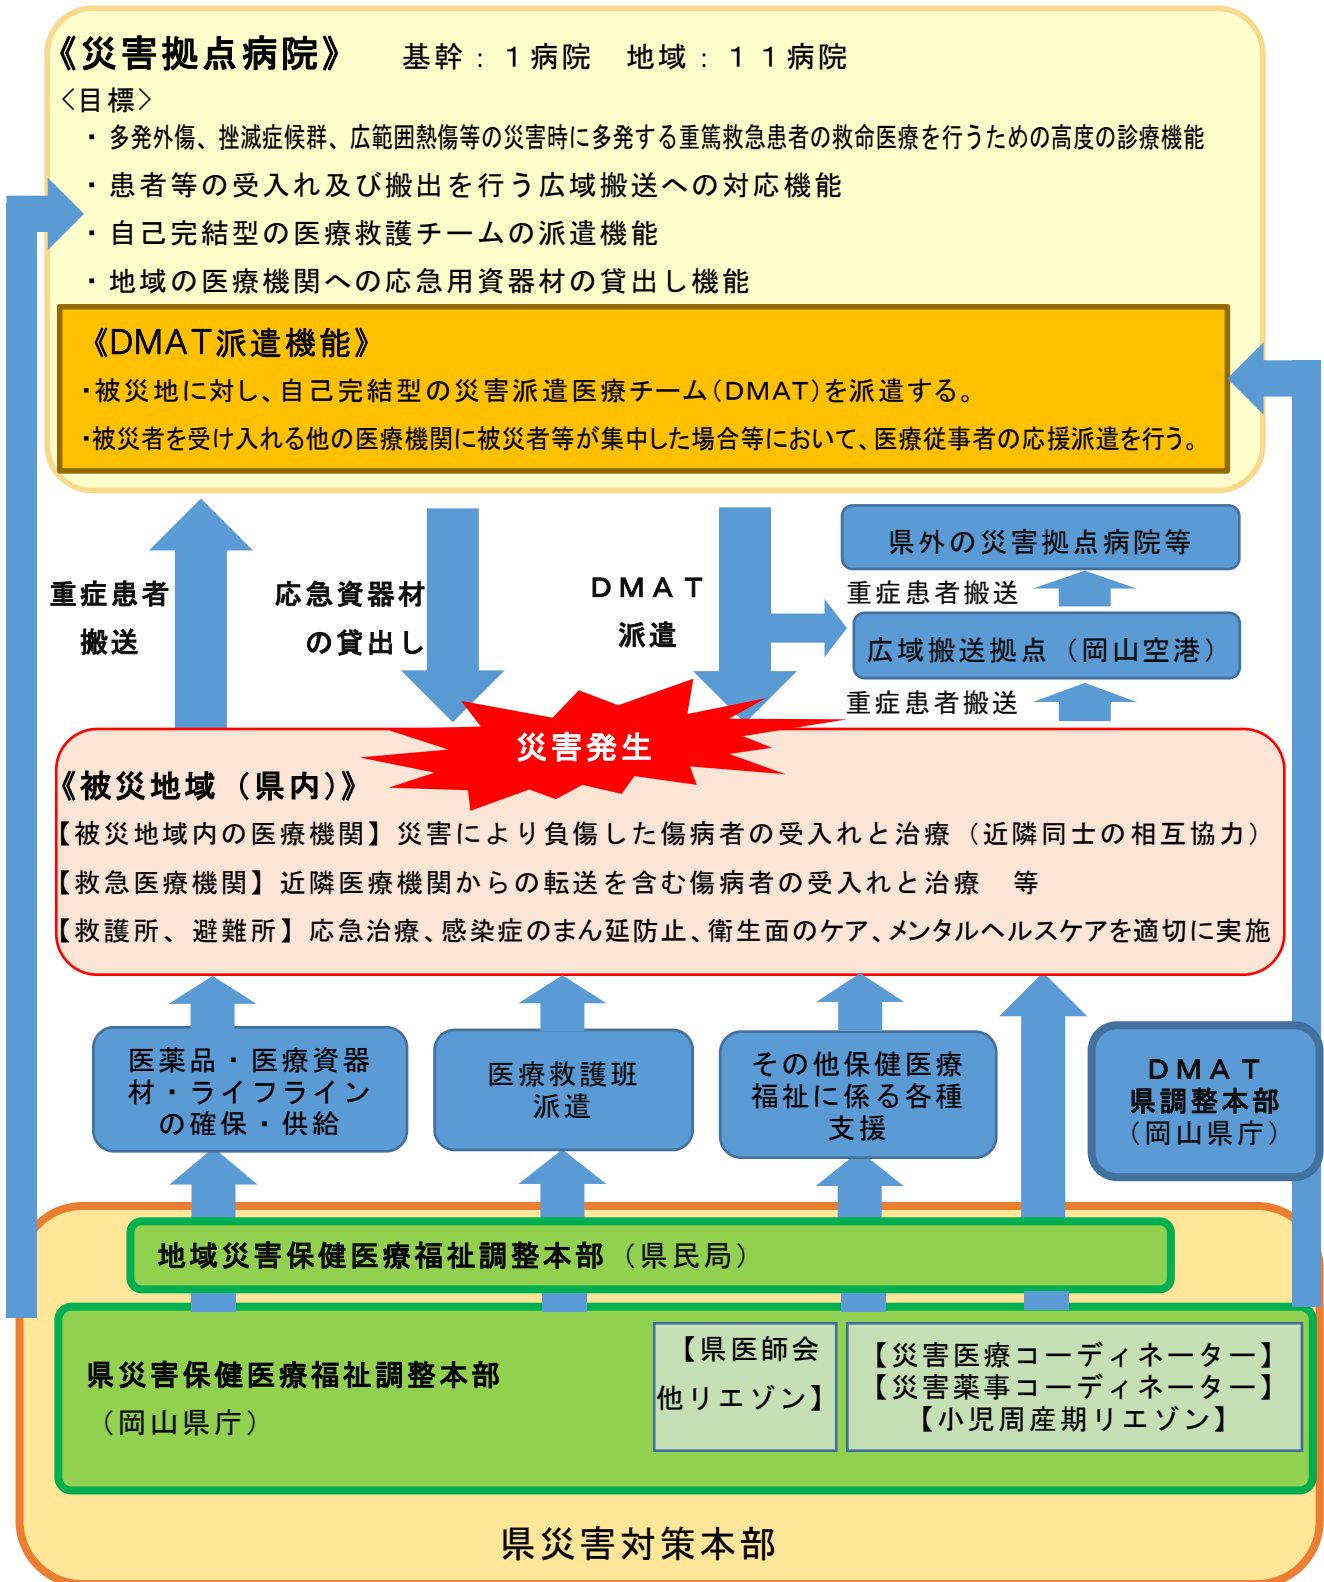 《災害拠点病院》　基幹：１病院　地域：１１病院
＜目標＞
・多発外傷、挫滅症候群、広範囲熱傷等の災害時に多発する重篤救急患者の救命医療を行うための高度の診療機能
・患者等の受入れ及び搬出を行う広域搬送への対応機能
・自己完結型の医療救護チームの派遣機能
・地域の医療機関への応急用資器材の貸出し機能
《DMAT派遣機能》
・被災地に対し、自己完結型の災害派遣医療チーム（DMAT）を派遣する。
・被災者を受け入れる他の医療機関に被災者等が集中した場合等において、医療従事者の応援派遣を行う。
重症患者
搬送
応急資器材
の貸出し
ＤＭＡＴ
派遣
県外の災害拠点病院等
重症患者搬送
広域搬送拠点（岡山空港）
重症患者搬送
災害発生
《被災地域（県内）》
【被災地域内の医療機関】災害により負傷した傷病者の受入れと治療（近隣同士の相互協力）
【救急医療機関】近隣医療機関からの転送を含む傷病者の受入れと治療　等
【救護所、避難所】応急治療、感染症のまん延防止、衛生面のケア、メンタルヘルスケアを適切に実施
医薬品・医療資器
材・ライフライン
の確保・供給
医療救護班
派遣
その他保健医療
福祉に係る各種
支援
ＤＭＡＴ
県調整本部
（岡山県庁）
地域災害保健医療福祉調整本部（県民局）
県災害保健医療福祉調整本部
（岡山県庁）
【県医師会
他リエゾン】
【災害医療コーディネーター】
【災害薬事コーディネーター】
【小児周産期リエゾン】
県災害対策本部